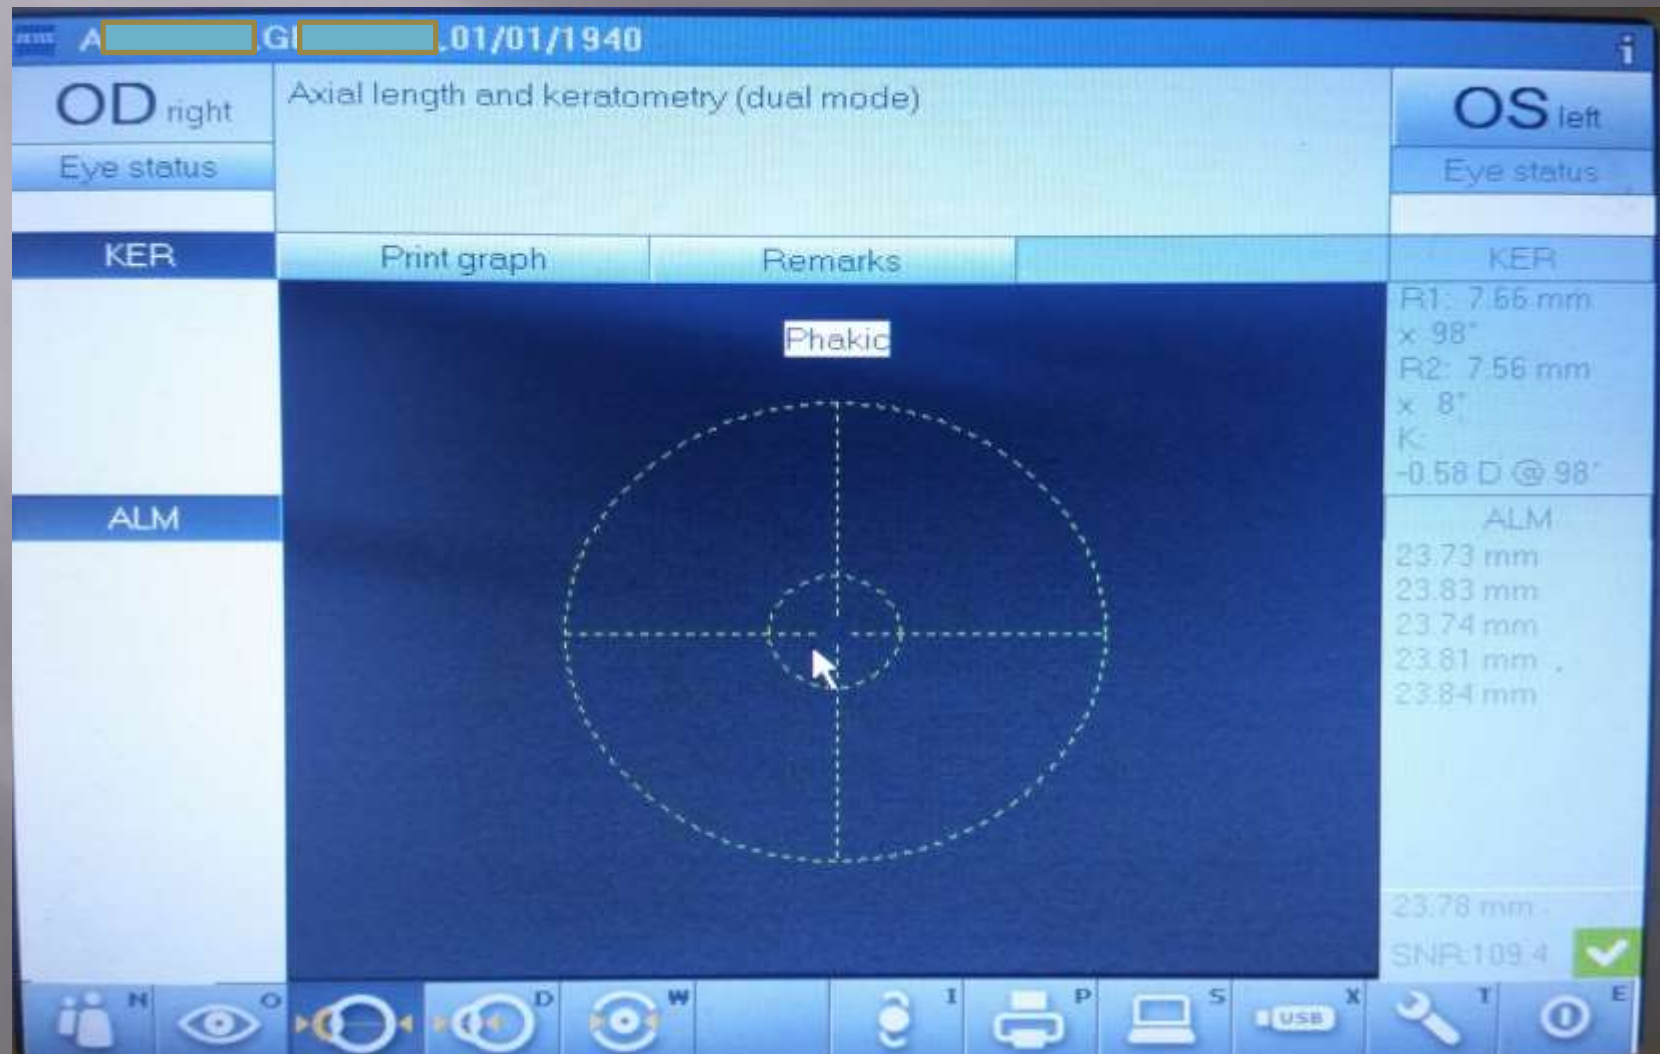 A ,GI ,01/01/1940
i
OD right
Eye status
Axial length and keratometry (dual mode)
OS left
Eye status
KER
Print graph
Remarks
KER
Phakic
R1: 7.66 mm
x 98°
R2: 7.56 mm
x 8°
K:
-0.58 D @ 98°
ALM
ALM
23.73 mm
23.83 mm
23.74 mm
23.81 mm
23.84 mm
23.78 mm
SNR:109.4
N O D W I P S USB X T E